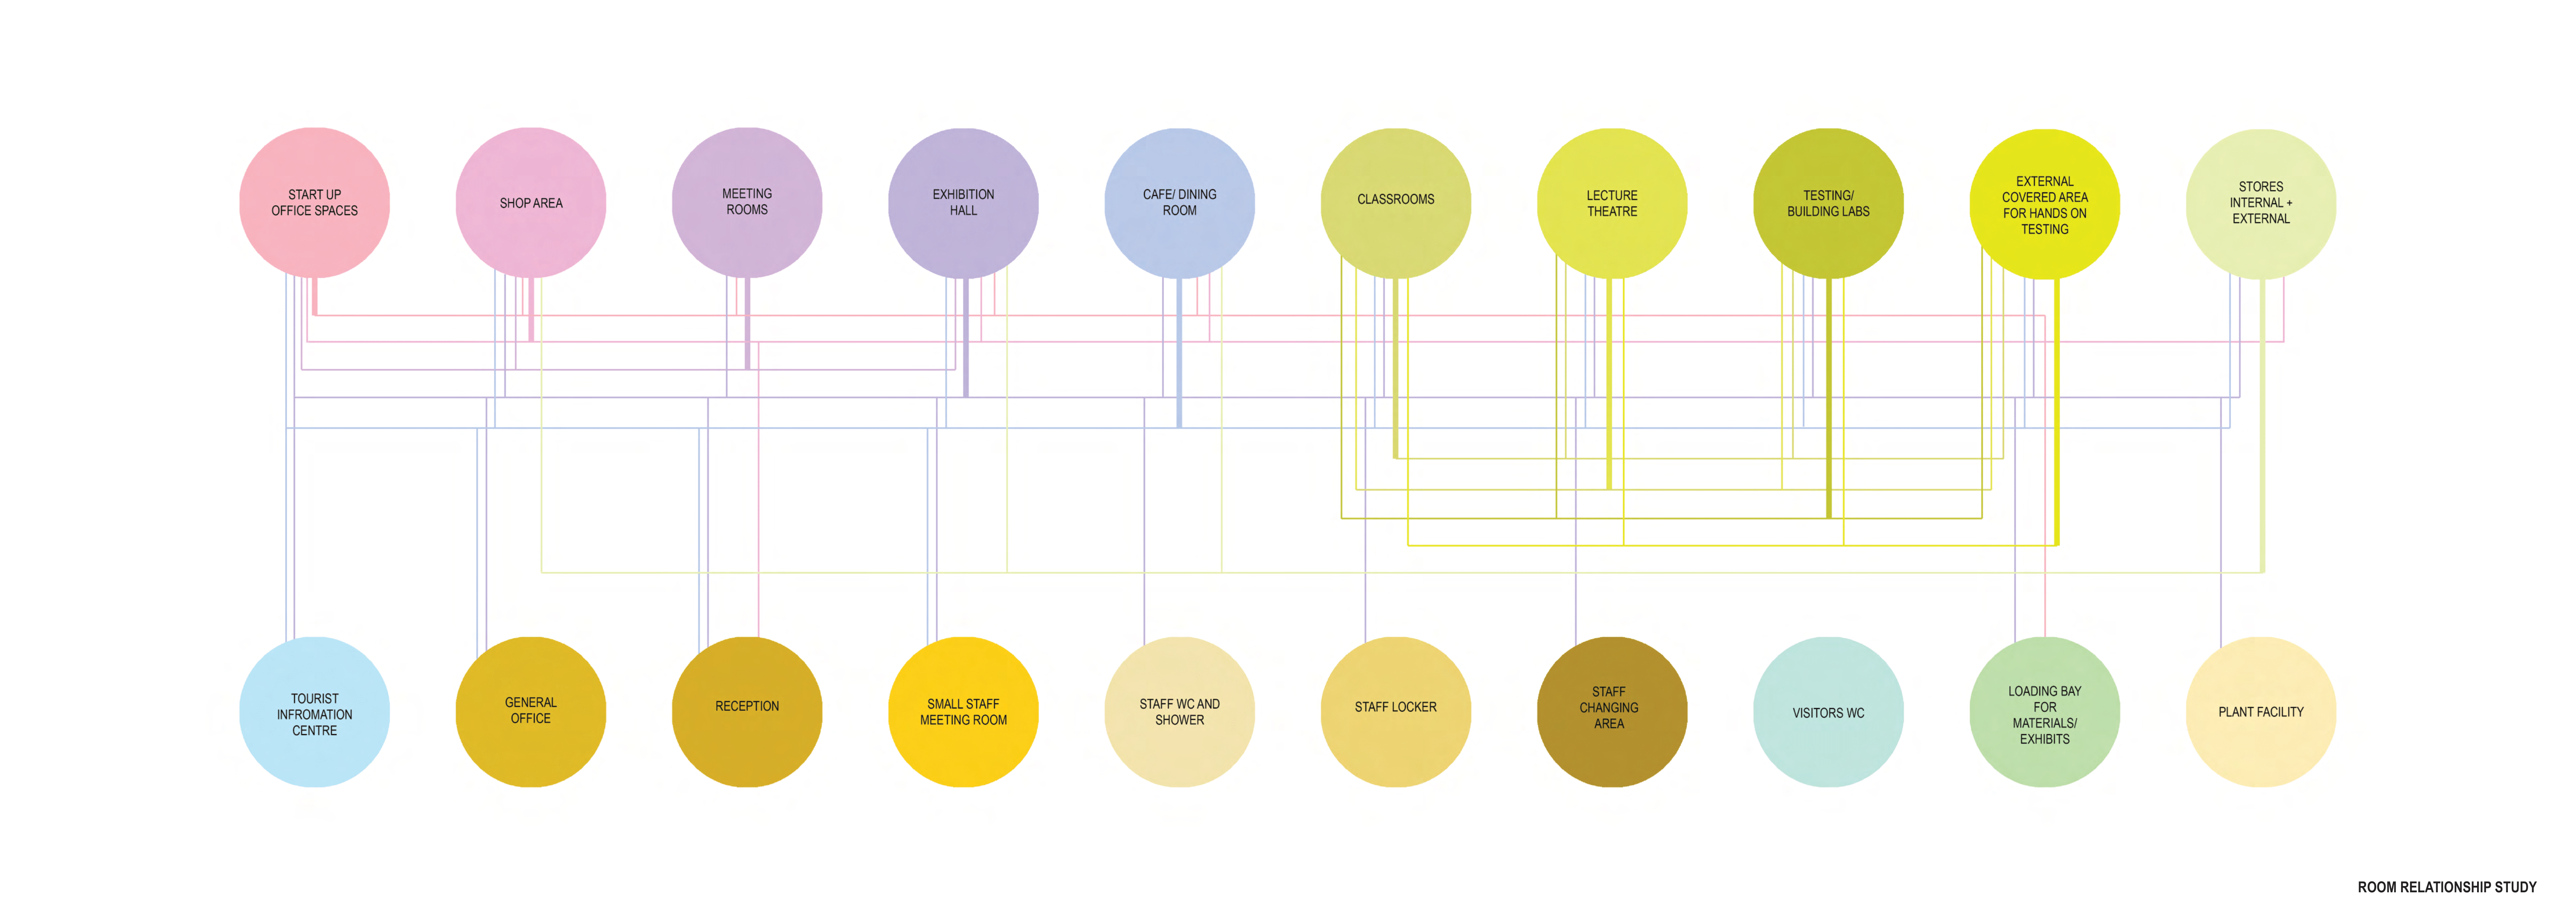 START UP
OFFICE SPACES
SHOP AREA
MEETING
ROOMS
EXHIBITION
HALL
CAFE/ DINING
ROOM
CLASSROOMS
LECTURE
THEATRE
TESTING/
BUILDING LABS
EXTERNAL
COVERED AREA
FOR HANDS ON
TESTING
STORES
INTERNAL +
EXTERNAL
TOURIST
INFROMATION
CENTRE
GENERAL
OFFICE
RECEPTION
SMALL STAFF
MEETING ROOM
STAFF WC AND
SHOWER
STAFF LOCKER
STAFF
CHANGING
AREA
VISITORS WC
LOADING BAY
FOR
MATERIALS/
EXHIBITS
PLANT FACILITY
ROOM RELATIONSHIP STUDY